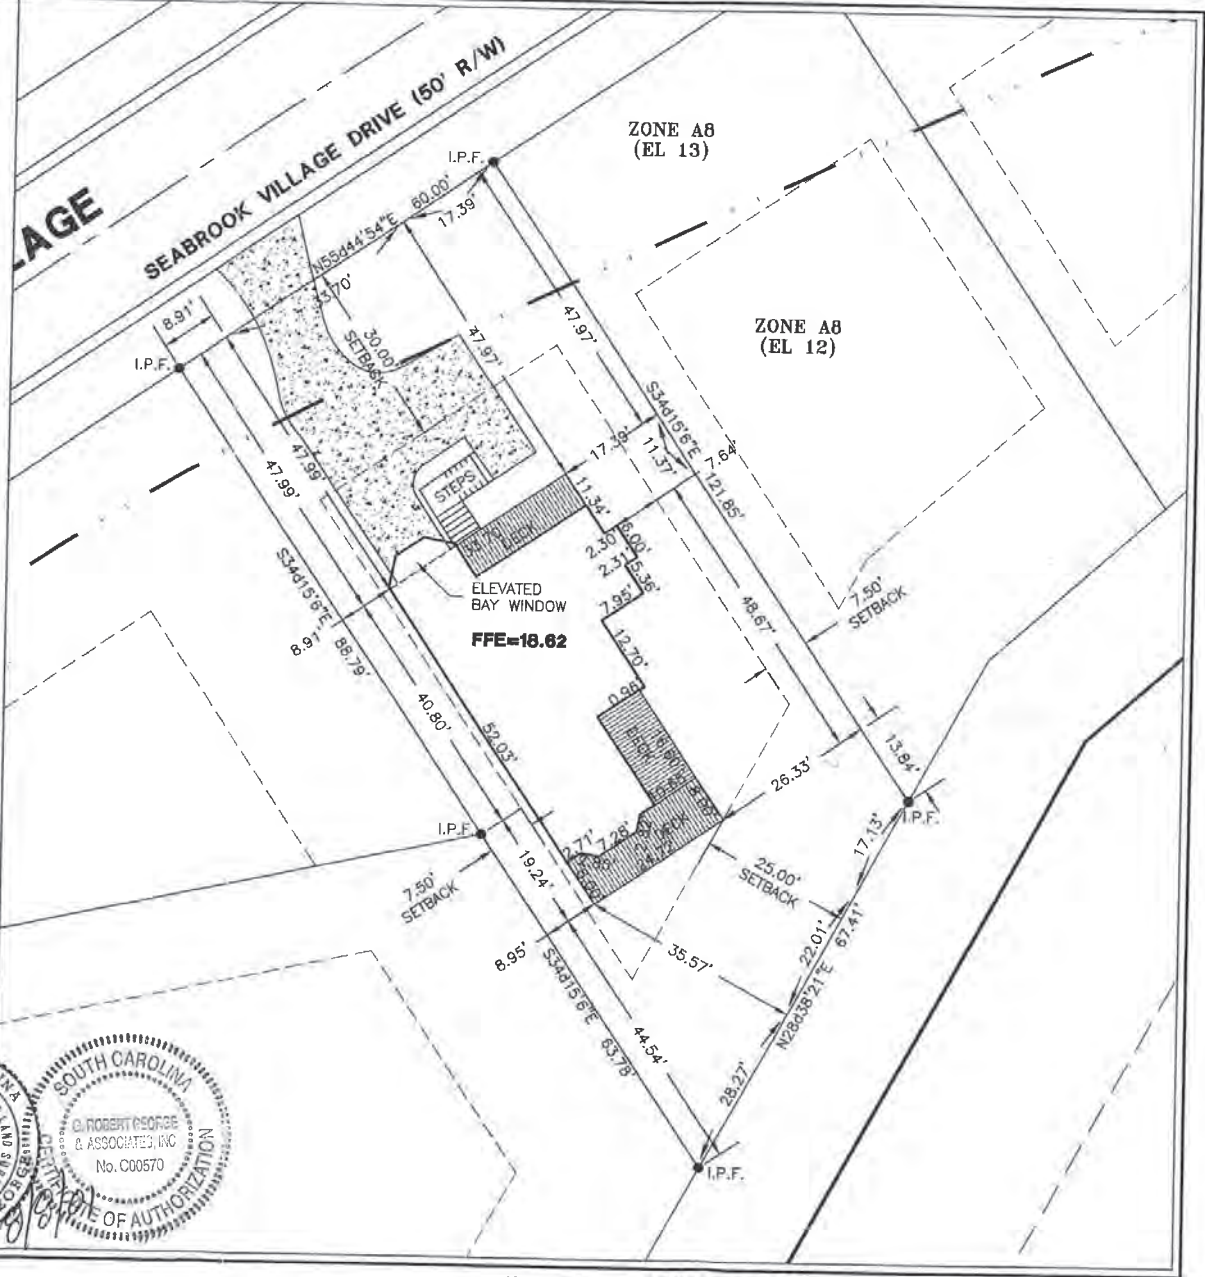 SEABROOK VILLAGE DRIVE (50' R/W)
LAGE
ZONE A8
(EL 13)
ZONE A8
(EL 12)
I.P.F.
N55d44'54"E
60.00'
17.39'
33.70'
8.91'
I.P.F.
30.00'
SETBACK
47.97'
47.97'
S34d15'6"E
121.85'
17.39'
11.37'
7.64'
11.34'
47.99'
47.99'
STEPS
DECK
2.30'
6.00'
2.31'
5.36'
7.95'
12.70'
0.96'
ELEVATED
BAY WINDOW
FFE=18.62
S34d15'6"E
88.79'
8.91'
40.80'
52.03'
48.67'
7.50'
SETBACK
DECK
26.33'
13.84'
I.P.F.
17.13'
I.P.F.
2.71'
7.28'
DECK
24.72'
19.24'
7.50'
SETBACK
25.00'
SETBACK
22.01'
67.41'
N28d38'21"E
35.57'
8.95'
S34d15'6"E
63.78'
44.54'
28.27'
I.P.F.
SOUTH CAROLINA
G. ROBERT GEORGE
& ASSOCIATES, INC
No. C00570
CERTIFICATE OF AUTHORIZATION